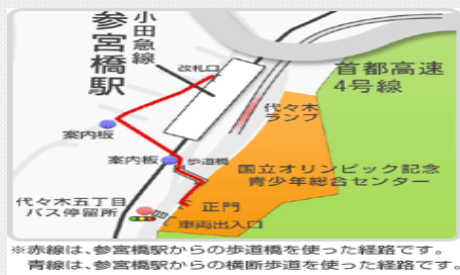 小田急線
参宮橋駅
改札口
首都高速
4号線
代々木
ランプ
案内板
案内板
歩道橋
国立オリンピック記念
青少年総合センター
代々木五丁目
バス停留所
正門
車両出入口
※赤線は、参宮橋駅からの歩道橋を使った経路です。
青線は、参宮橋駅からの横断歩道を使った経路です。